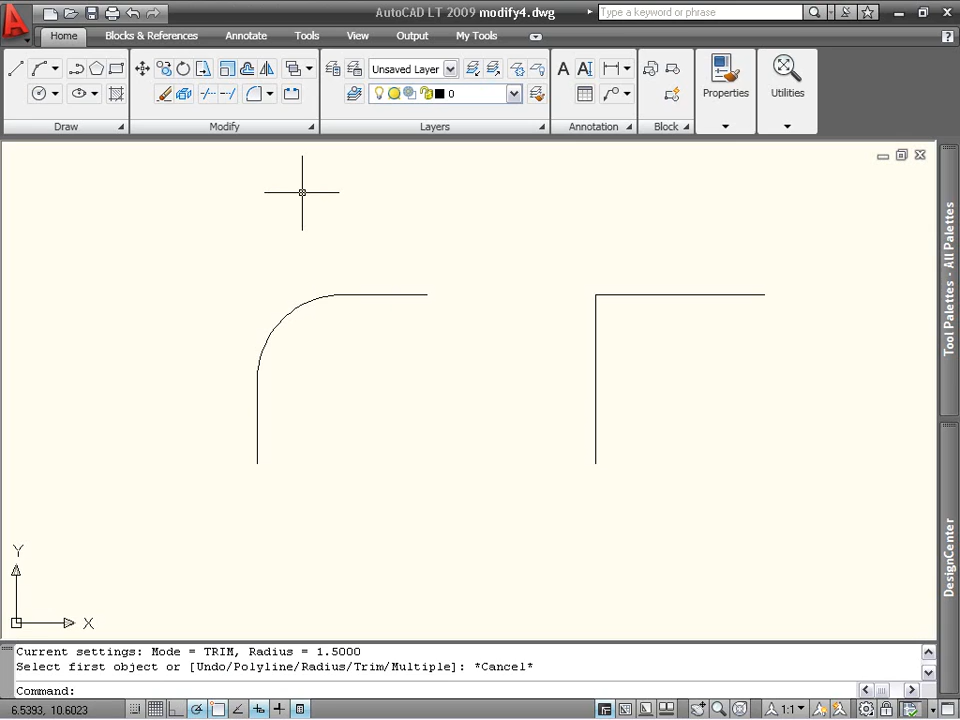 AutoCAD LT 2009 modify4.dwg
Type a keyword or phrase
Home
Blocks & References
Annotate
Tools
View
Output
My Tools
Unsaved Layer
0
A
A
Properties
Utilities
Draw
Modify
Layers
Annotation
Block
Tool Palettes - All Palettes
DesignCenter
Y
X
Current settings: Mode = TRIM, Radius = 1.5000
Select first object or [Undo/Polyline/Radius/Trim/Multiple]: *Cancel*
Command:
6.5393, 10.6023
1:1